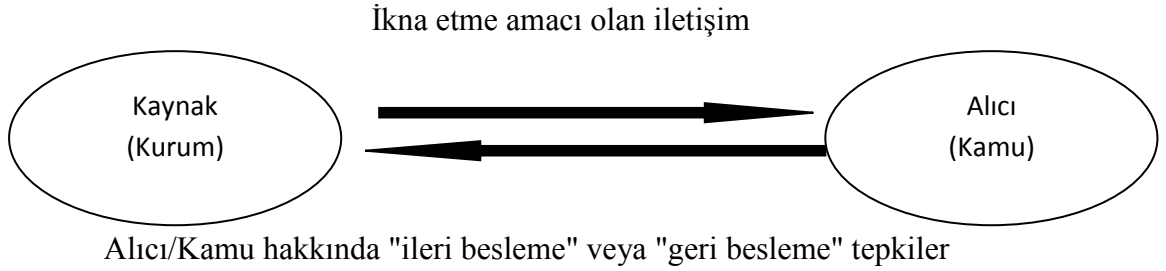 İkna etme amacı olan iletişim
Kaynak
(Kurum)
Alıcı
(Kamu)
Alıcı/Kamu hakkında "ileri besleme" veya "geri besleme" tepkiler